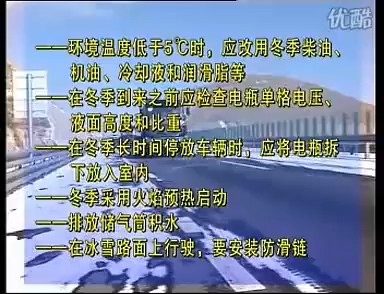 优酷
——环境温度低于5℃时，应改用冬季柴油、
机油、冷却液和润滑脂等
——在冬季到来之前应检查电瓶单格电压、
液面高度和比重
——在冬季长时间停放车辆时，应将电瓶拆
下放入室内
——冬季采用火焰预热启动
——排放储气筒积水
——在冰雪路面上行驶，要安装防滑链